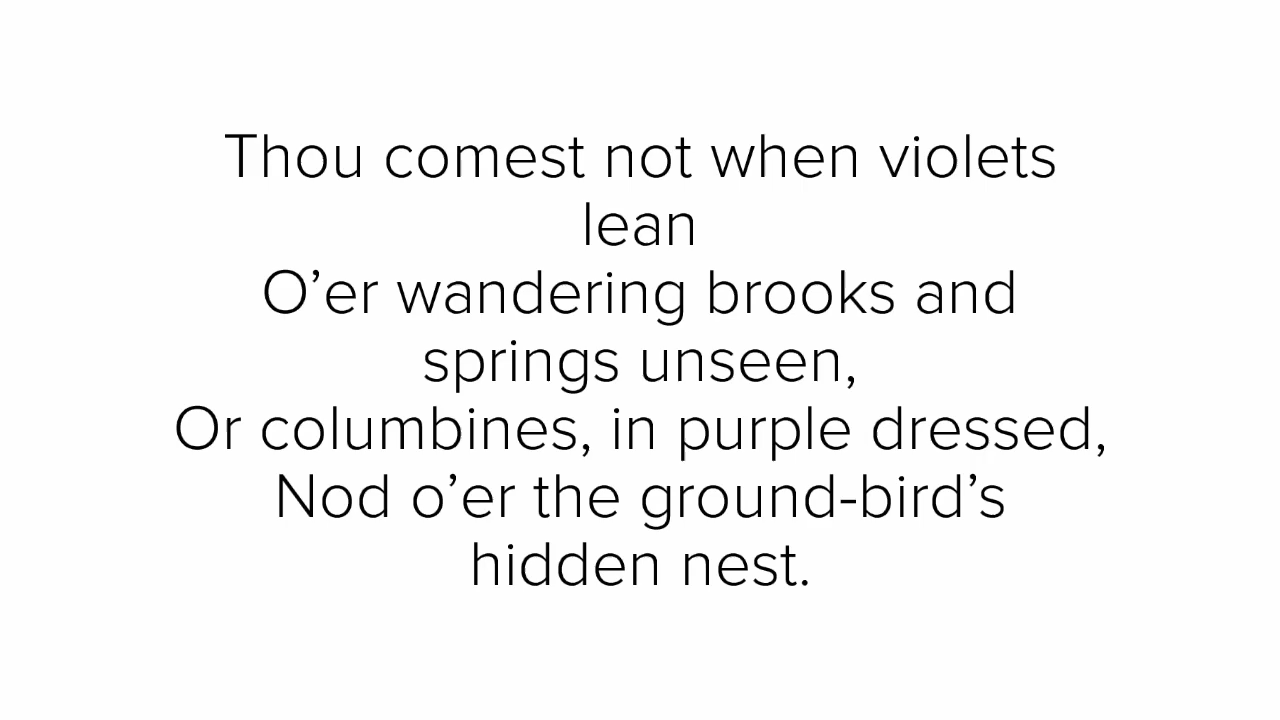 Thou comest not when violets
lean
O’er wandering brooks and
springs unseen,
Or columbines, in purple dressed,
Nod o’er the ground-bird’s
hidden nest.